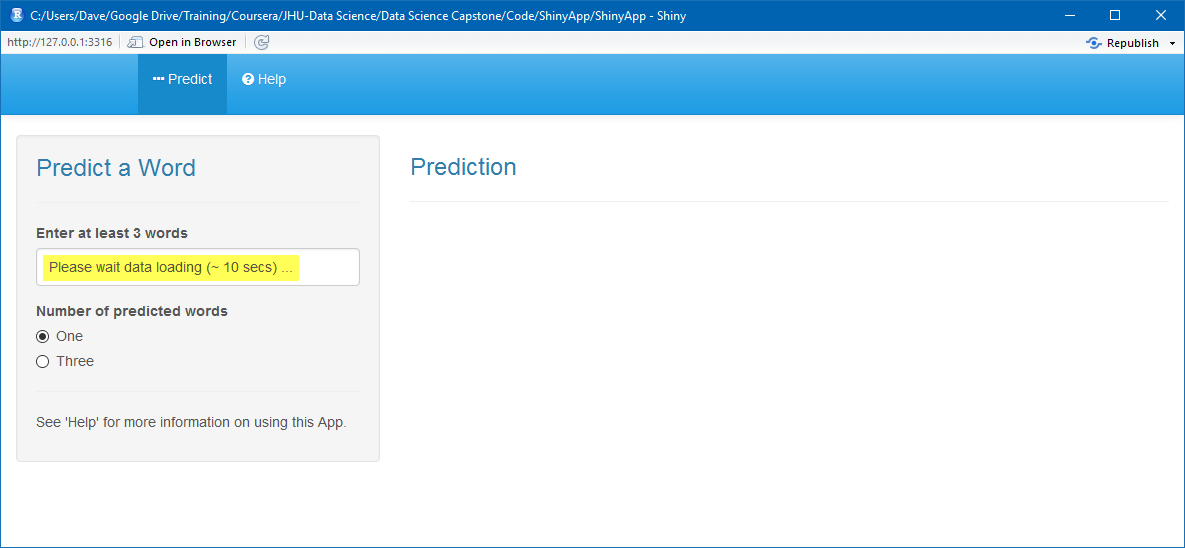 C:/Users/Dave/Google Drive/Training/Coursera/JHU-Data Science/Data Science Capstone/Code/ShinyApp/ShinyApp - Shiny
http://127.0.0.1:3316 Open in Browser Republish
Predict Help
Predict a Word
Enter at least 3 words
Please wait data loading (~ 10 secs) ...
Number of predicted words
One
Three
See 'Help' for more information on using this App.
Prediction